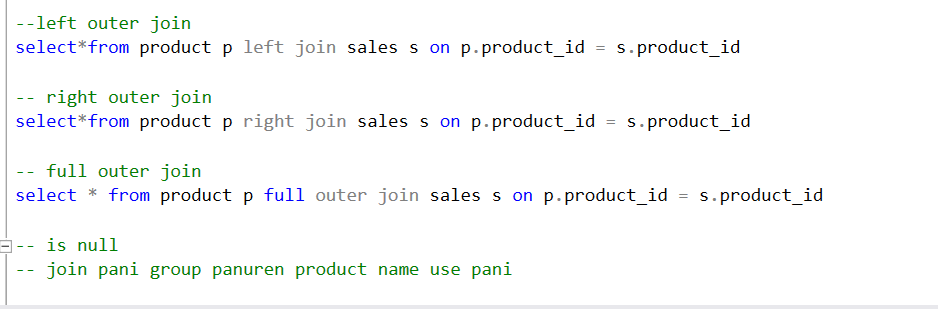 --left outer join
select*from product p left join sales s on p.product_id = s.product_id
-- right outer join
select*from product p right join sales s on p.product_id = s.product_id
-- full outer join
select * from product p full outer join sales s on p.product_id = s.product_id
-- is null
-- join pani group panuren product name use pani